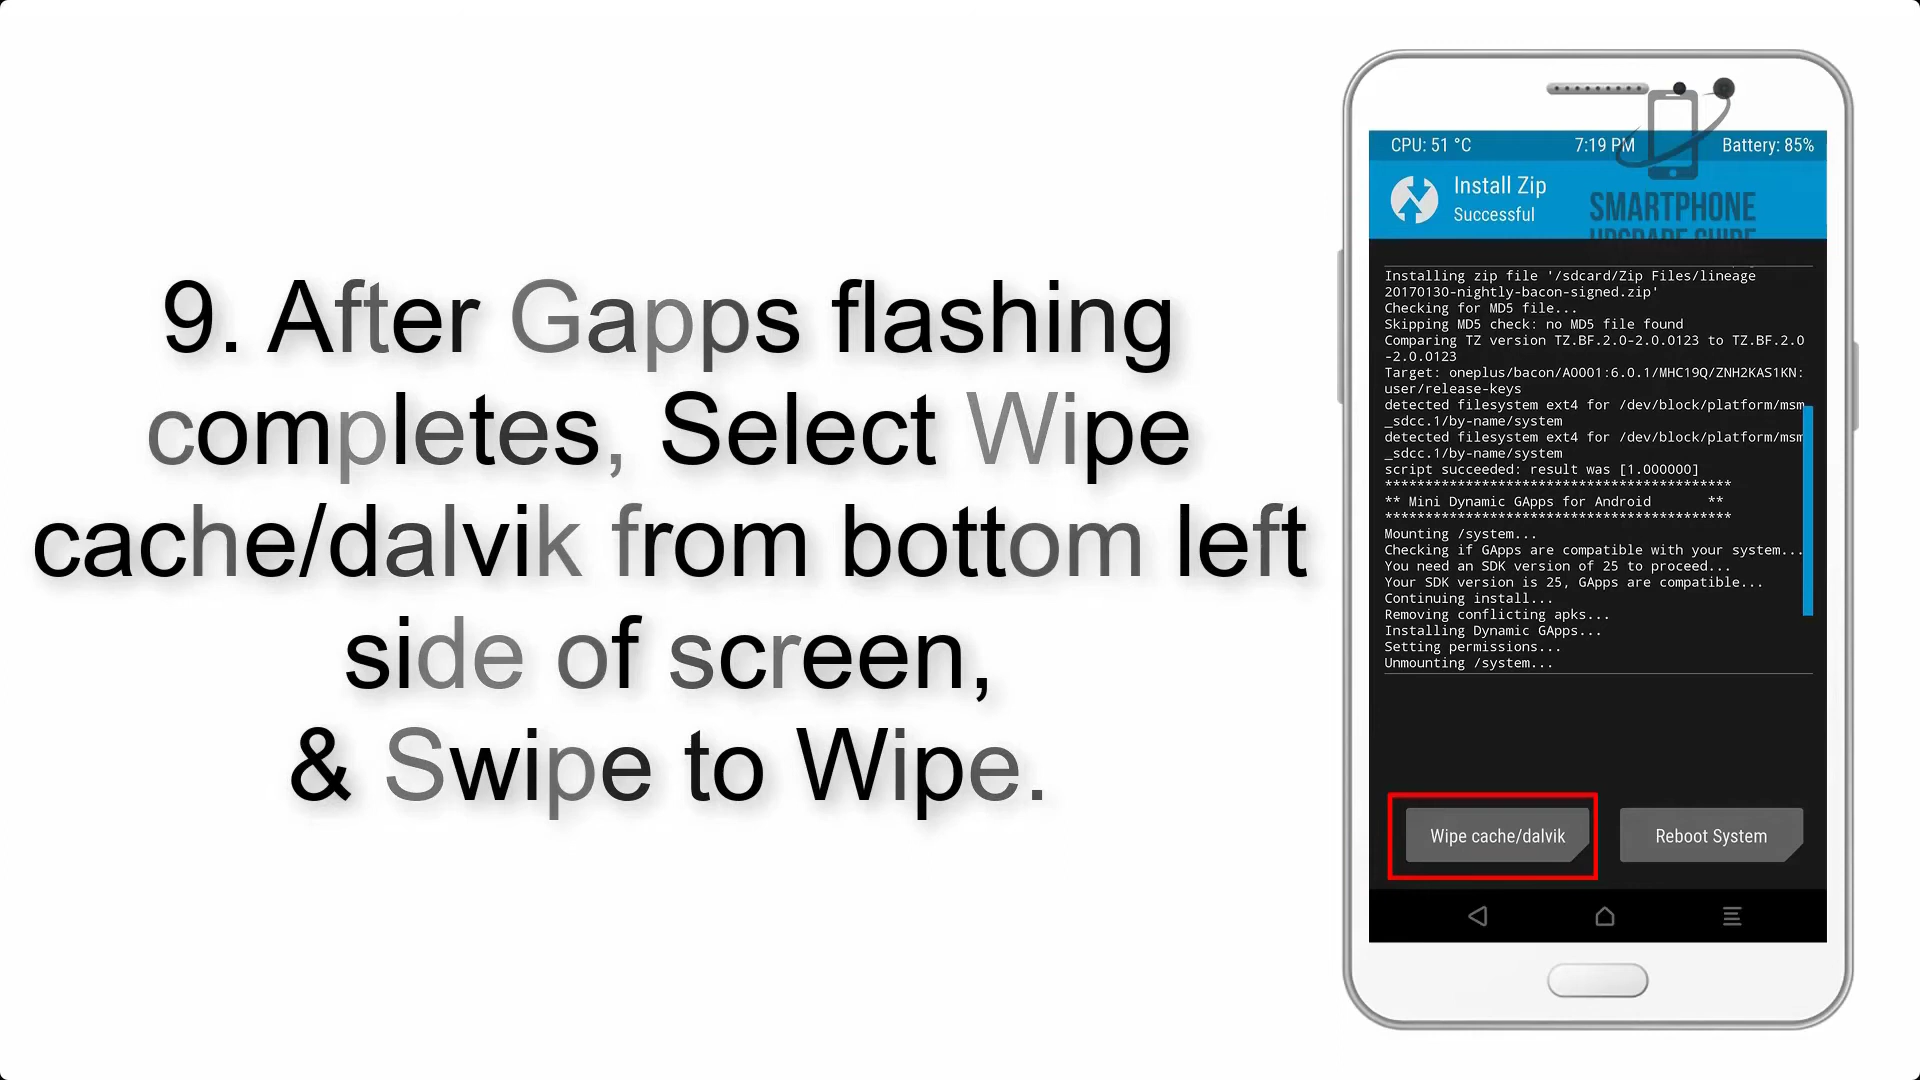 9. After Gapps flashing
completes, Select Wipe
cache/dalvik from bottom left
side of screen,
& Swipe to Wipe.
CPU: 51 °C 7:19 PM Battery: 85%
Install Zip
Successful
SMARTPHONE
UPGRADE GUIDE
Installing zip file '/sdcard/Zip Files/lineage
20170130-nightly-bacon-signed.zip'
Checking for MD5 file...
Skipping MD5 check: no MD5 file found
Comparing TZ version TZ.BF.2.0-2.0.0123 to TZ.BF.2.0
-2.0.0123
Target: oneplus/bacon/A0001:6.0.1/MHC19Q/ZNH2KAS1KN:
user/release-keys
detected filesystem ext4 for /dev/block/platform/msm
_sdcc.1/by-name/system
detected filesystem ext4 for /dev/block/platform/msm
_sdcc.1/by-name/system
script succeeded: result was [1.000000]
******************************************
** Mini Dynamic GApps for Android **
******************************************
Mounting /system...
Checking if GApps are compatible with your system...
You need an SDK version of 25 to proceed...
Your SDK version is 25, GApps are compatible...
Continuing install...
Removing conflicting apks...
Installing Dynamic GApps...
Setting permissions...
Unmounting /system...
Wipe cache/dalvik Reboot System